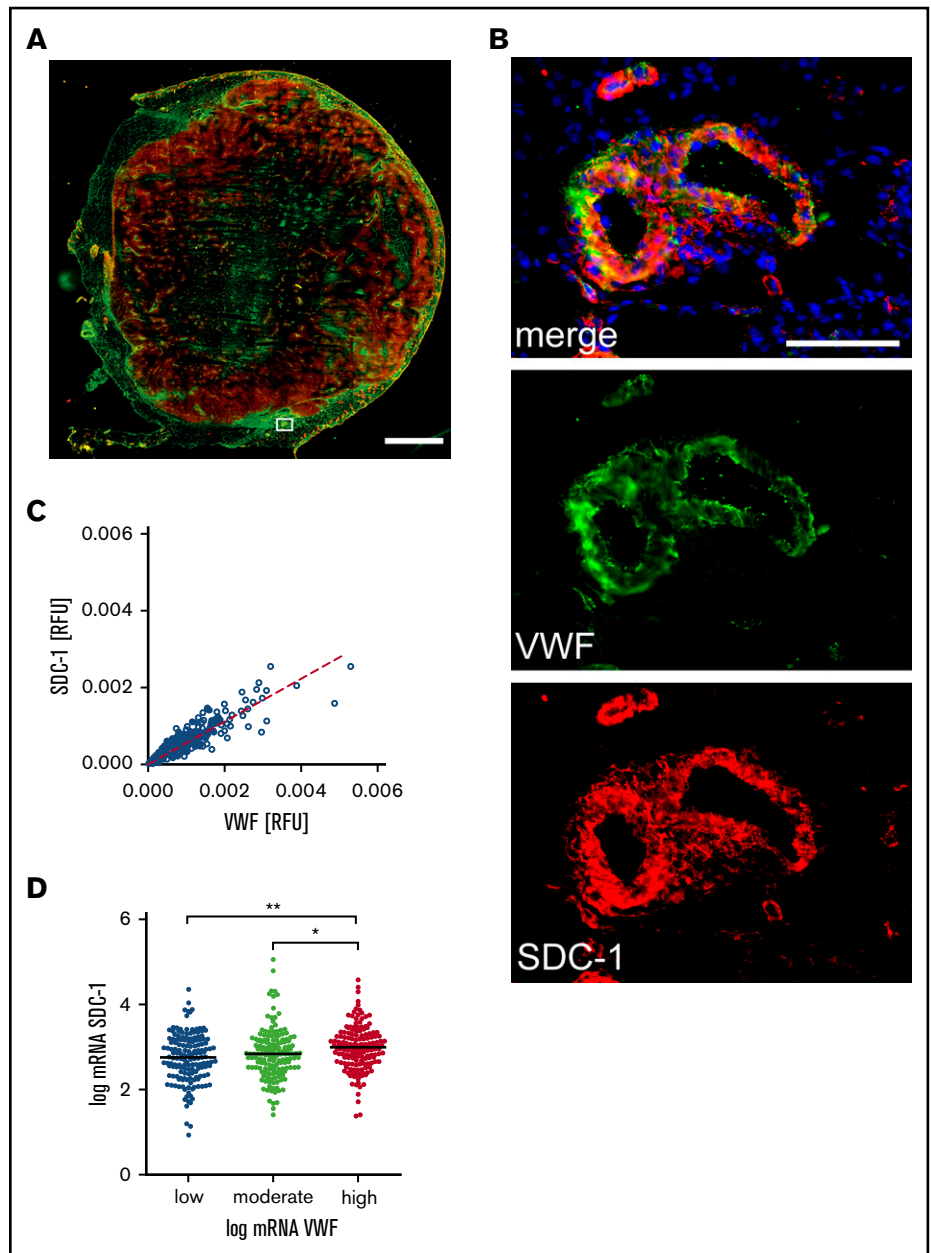 A
B
merge
VWF
SDC-1
C
SDC-1 [RFU]
0.006
0.004
0.002
0.000
0.000 0.002 0.004 0.006
VWF [RFU]
D
**
*
log mRNA SDC-1
6
4
2
0
low moderate high
log mRNA VWF